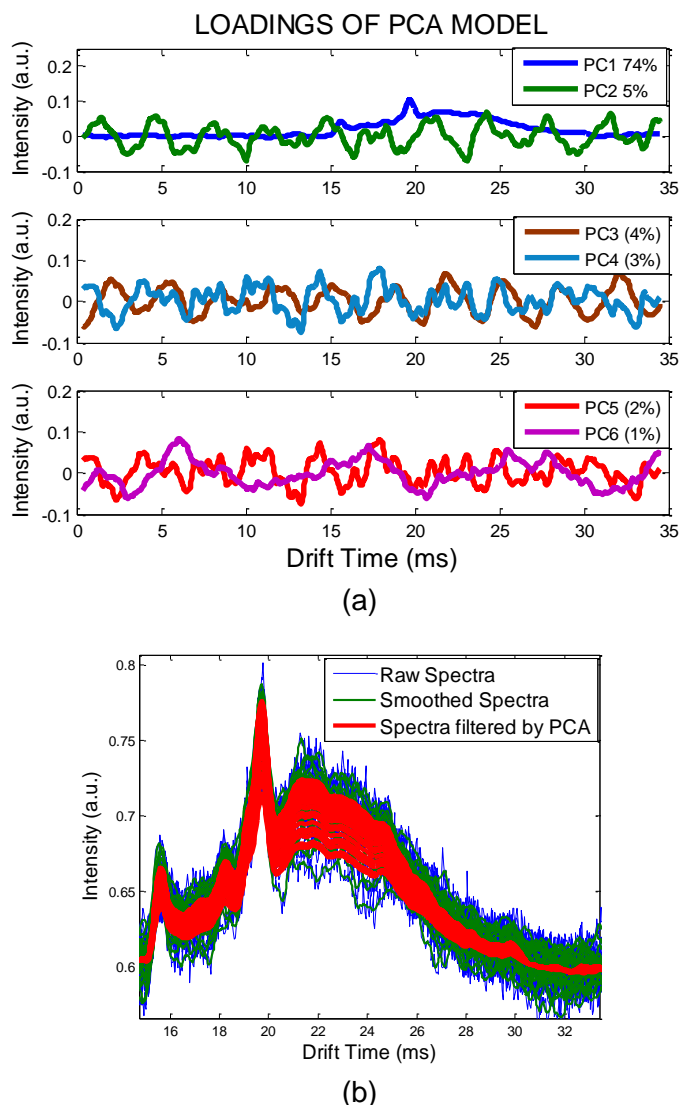 LOADINGS OF PCA MODEL
Intensity (a.u.)
0.2
0.1
0
-0.1
PC1 74%
PC2 5%
0 5 10 15 20 25 30 35
Intensity (a.u.)
0.2
0.1
0
-0.1
PC3 (4%)
PC4 (3%)
0 5 10 15 20 25 30 35
Intensity (a.u.)
0.2
0.1
0
-0.1
PC5 (2%)
PC6 (1%)
0 5 10 15 20 25 30 35
Drift Time (ms)
(a)
Intensity (a.u.)
0.8
0.75
0.7
0.65
0.6
Raw Spectra
Smoothed Spectra
Spectra filtered by PCA
16 18 20 22 24 26 28 30 32
Drift Time (ms)
(b)